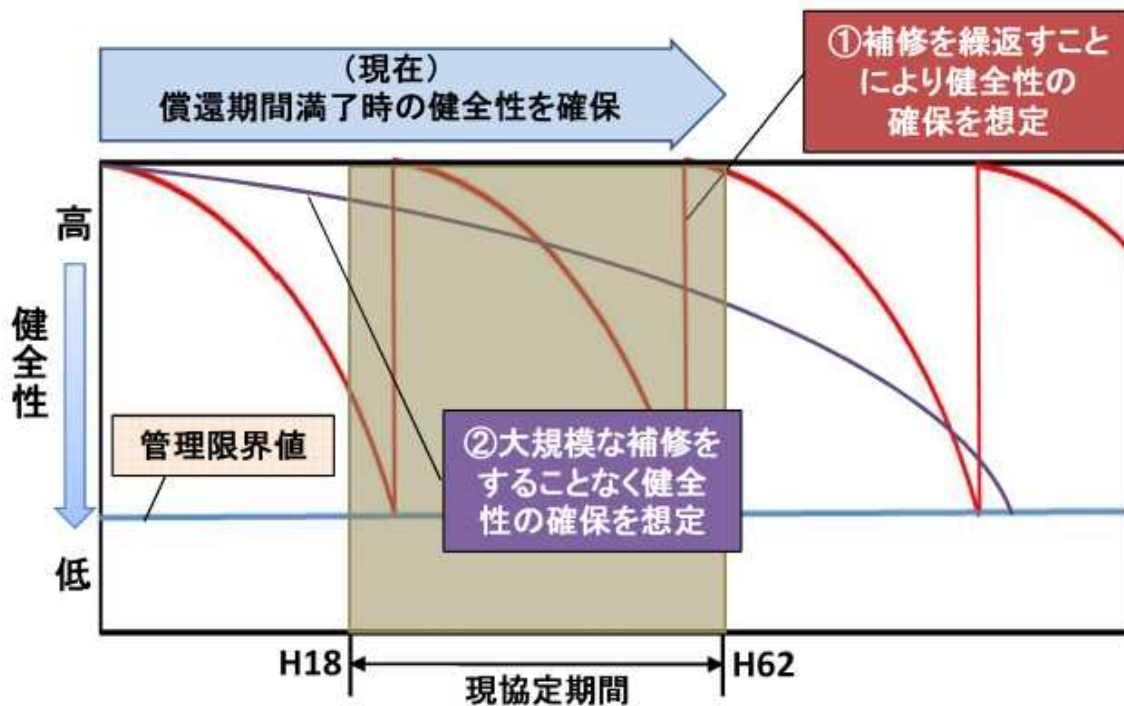 (現在)
償還期間満了時の健全性を確保
①補修を繰返すこと
により健全性の
確保を想定
高
健全性
管理限界値
②大規模な補修を
することなく健全
性の確保を想定
低
H18
H62
現協定期間